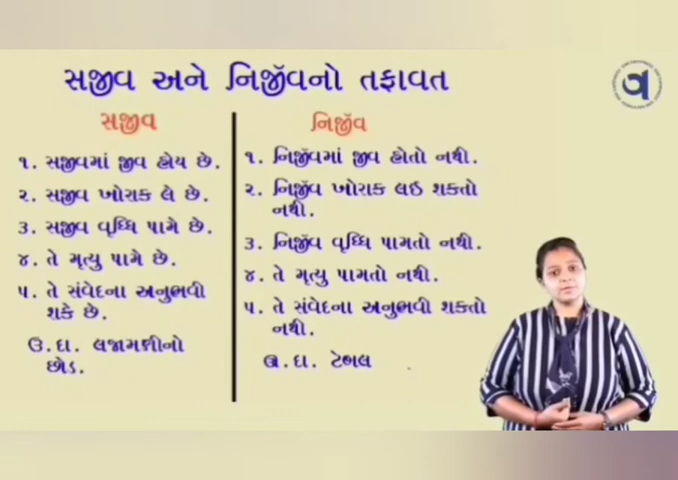 સજીવ અને નિર્જીવનો તફાવત
સજીવ
૧. સજીવમાં જીવ હોય છે.
૨. સજીવ ખોરાક લે છે.
૩. સજીવ વૃધ્ધિ પામે છે.
૪. તે મૃત્યુ પામે છે.
૫. તે સંવેદના અનુભવી
શકે છે.
ઉ.દા. લજામણીનો
છોડ.
નિર્જીવ
૧. નિર્જીવમાં જીવ હોતો નથી.
૨. નિર્જીવ ખોરાક લઈ શકતો
નથી.
૩. નિર્જીવ વૃધ્ધિ પામતો નથી.
૪. તે મૃત્યુ પામતો નથી.
૫. તે સંવેદના અનુભવી શકતો
નથી.
ઊ.દા. ટેબલ